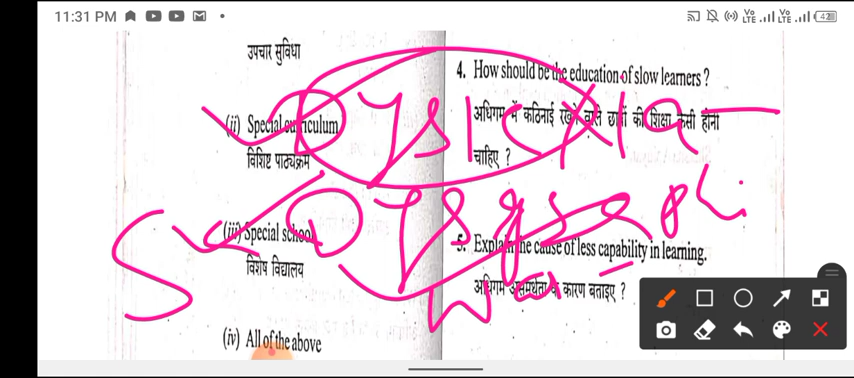 11:31 PM
42
उपचार सुविधा
(ii) Special curriculum
विशिष्ट पाठ्यक्रम
(iii) Special school
विशेष विद्यालय
(iv) All of the above
4. How should be the education of slow learners ?
अधिगम में कठिनाई रखने वाले छात्रों की शिक्षा कैसी होनी
चाहिए ?
5. Explain the cause of less capability in learning.
अधिगम असमर्थता के कारण बताइए ?